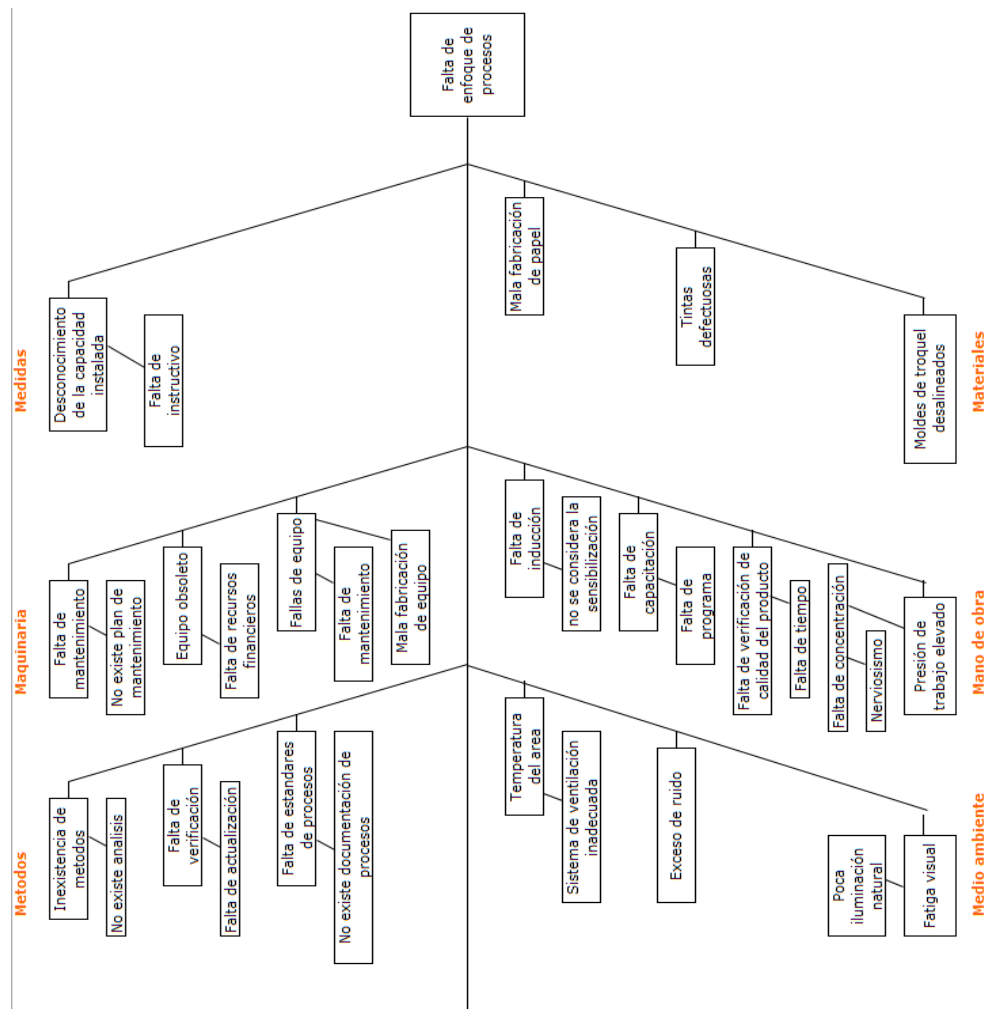 Metodos
Maquinaria
Medidas
Inexistencia de
metodos
No existe analisis
Falta de
verificación
Falta de actualización
Falta de estandares
de procesos
No existe documentación de
procesos
Falta de
mantenimiento
No existe plan de
mantenimiento
Equipo obsoleto
Falta de recursos
financieros
Fallas de equipo
Falta de
mantenimiento
Mala fabricación
de equipo
Desconocimiento
de la capacidad
instalada
Falta de
instructivo
Falta de
enfoque de
procesos
Temperatura
del area
Sistema de ventilación
inadecuada
Exceso de ruido
Poca
iluminación
natural
Fatiga visual
Falta de
inducción
no se considera la
sensibilización
Falta de
capacitación
Falta de
programa
Falta de verificación de
calidad del producto
Falta de tiempo
Falta de concentración
Nerviosismo
Presión de
trabajo elevado
Mala fabricación
de papel
Tintas
defectuosas
Moldes de troquel
desalineados
Medio ambiente
Mano de obra
Materiales